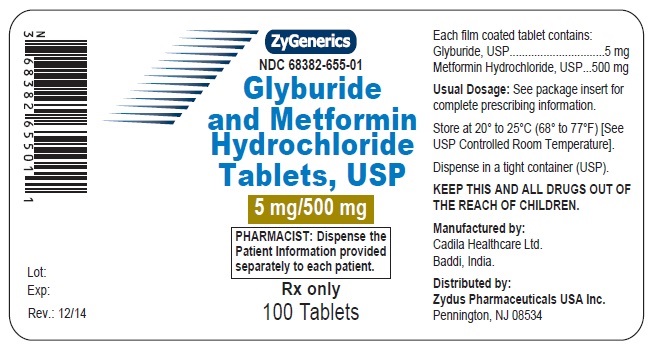 N
3 68382 65501 1
Lot:
Exp:
Rev.: 12/14
ZyGenerics
NDC 68382-655-01
Glyburide
and Metformin
Hydrochloride
Tablets, USP
5 mg/500 mg
PHARMACIST: Dispense the
Patient Information provided
separately to each patient.
Rx only
100 Tablets
Each film coated tablet contains:
Glyburide, USP................................5 mg
Metformin Hydrochloride, USP...500 mg
Usual Dosage: See package insert for
complete prescribing information.
Store at 20° to 25°C (68° to 77°F) [See
USP Controlled Room Temperature].
Dispense in a tight container (USP).
KEEP THIS AND ALL DRUGS OUT OF
THE REACH OF CHILDREN.
Manufactured by:
Cadila Healthcare Ltd.
Baddi, India.
Distributed by:
Zydus Pharmaceuticals USA Inc.
Pennington, NJ 08534